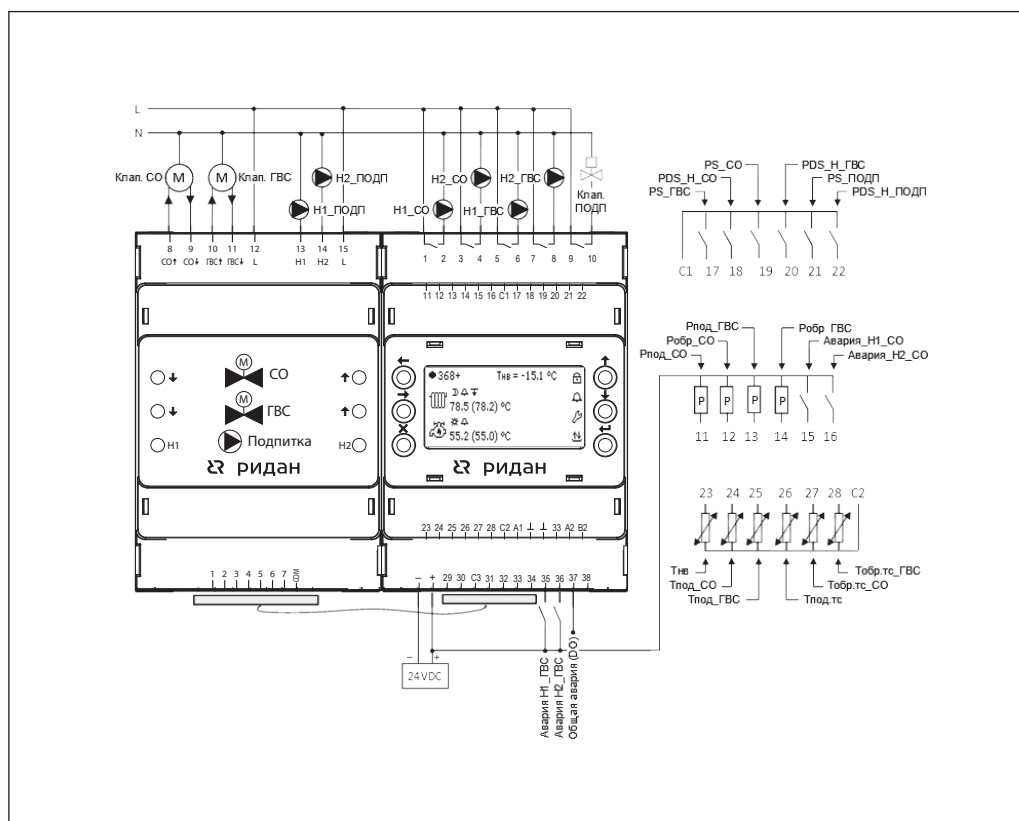 L
N
Клап. СО M M Клап. ГВС Н2_ПОДП Н2_СО Н2_ГВС Клап. ПОДП
Н1_ПОДП Н1_СО Н1_ГВС
8 9 10 11 12 13 14 15
СО↑ СО↓ ГВС↑ ГВС↓ L Н1 Н2 L
1 2 3 4 5 6 7 8 9 10
11 12 13 14 15 16 C1 17 18 19 20 21 22
M СО
M ГВС
Подпитка
Н1 Н2
ридан
368+ Тнв = -15.1 °C
78.5 (78.2) °C
55.2 (55.0) °C
ридан
23 24 25 26 27 28 C2 A1 ⊥ ⊥ 33 A2 B2
1 2 3 4 5 6 7 COM
– + 29 30 C3 31 32 33 34 35 36 37 38
– +
24 VDC
Авария Н1_ГВС
Авария Н2_ГВС
Общая авария (DO)
PS_СО PDS_Н_ГВС
PDS_Н_СО PS_ПОДП
PS_ГВС PDS_Н_ПОДП
C1 17 18 19 20 21 22
Рпод_ГВС Робр_ГВС
Робр_СО Авария_Н1_СО
Рпод_СО Авария_Н2_СО
P P P P
11 12 13 14 15 16
23 24 25 26 27 28 C2
Тнв Тобр.тс_ГВС
Тпод_СО Тобр.тс_СО
Тпод_ГВС Тпод.тс